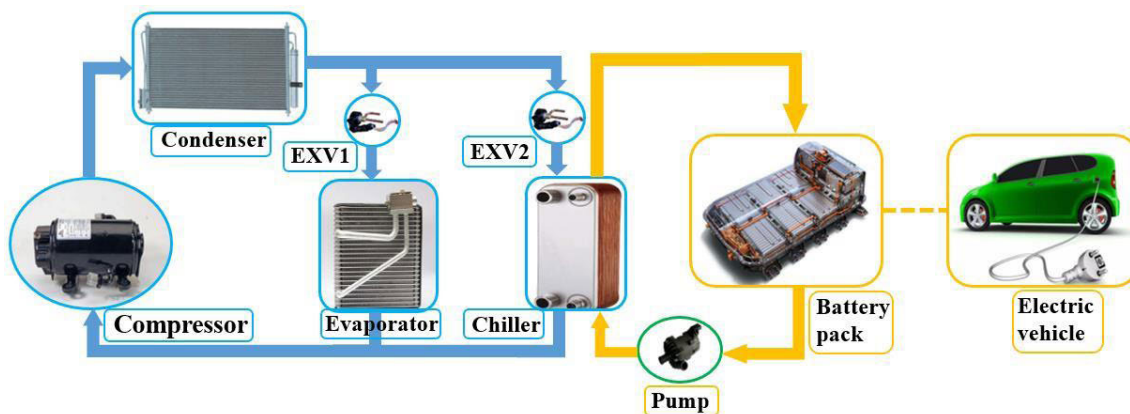 Condenser
EXV1
EXV2
Compressor
Evaporator
Chiller
Battery
pack
Electric
vehicle
Pump